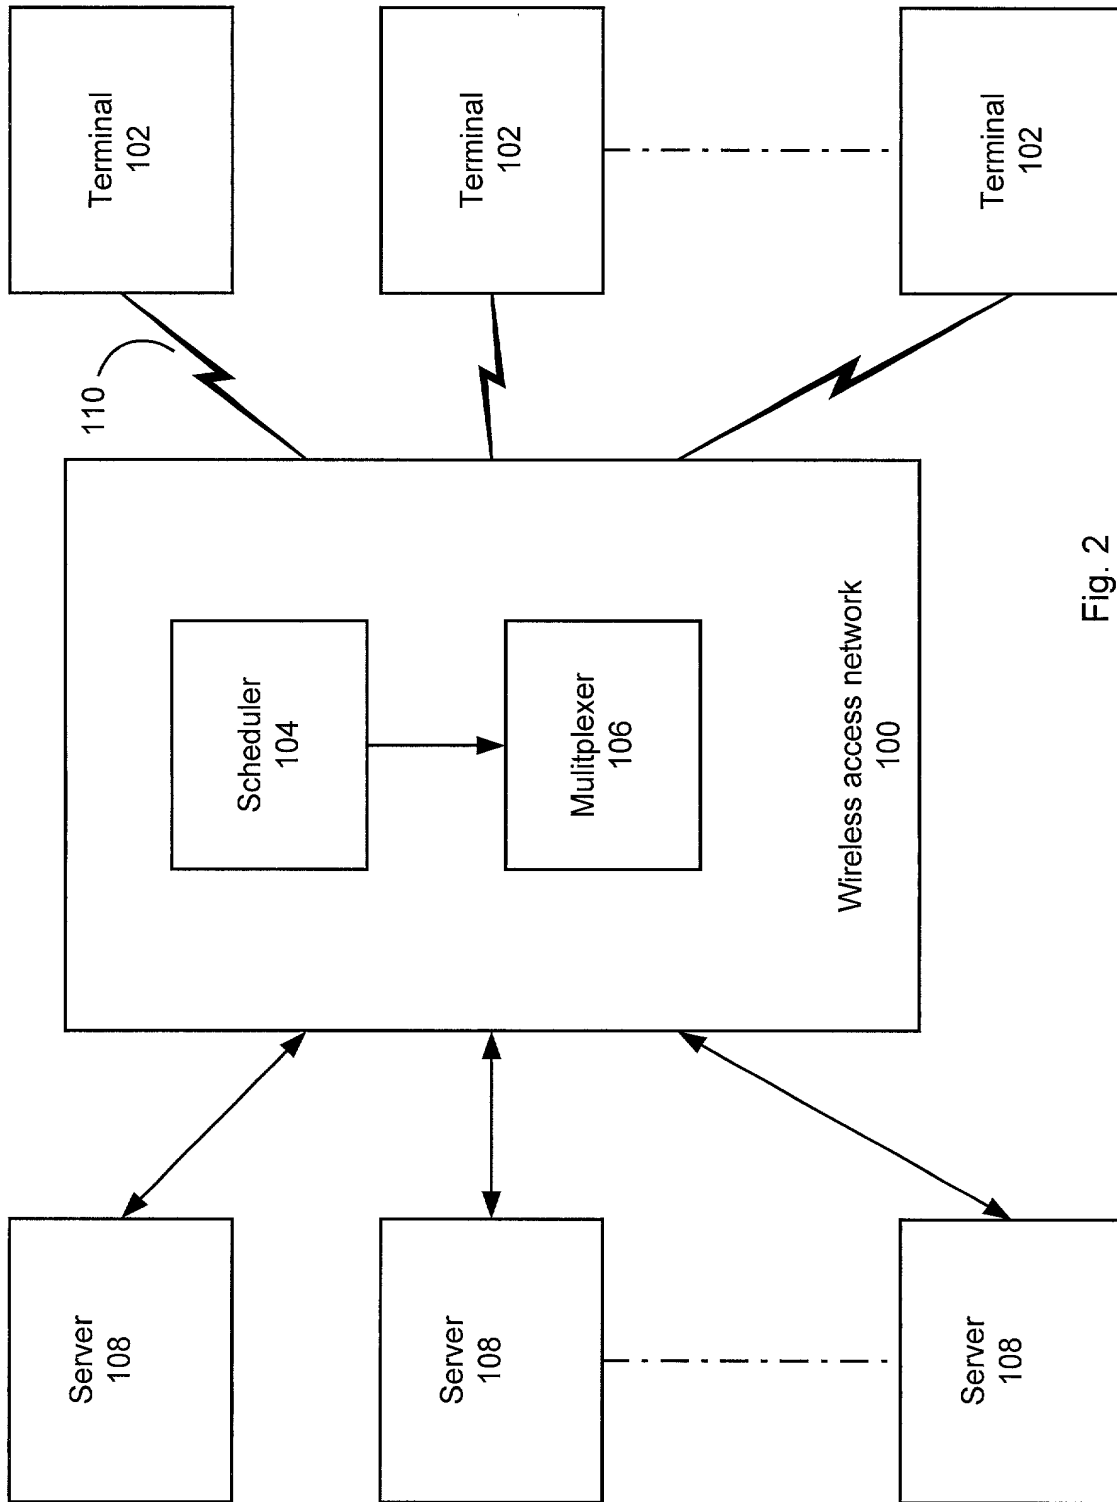 Server
108
110
Terminal
102
Scheduler
104
Server
108
Terminal
102
Mulitplexer
106
Wireless access network
100
Server
108
Terminal
102
Fig. 2